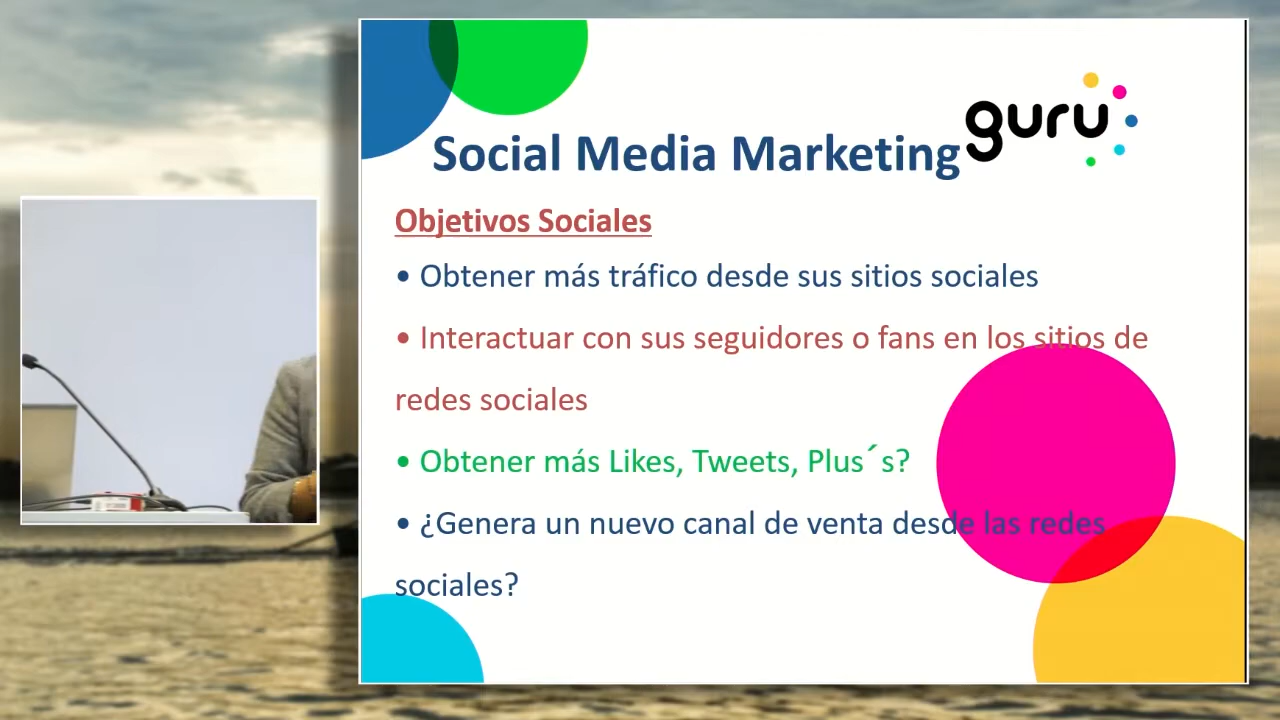 guru
Social Media Marketing
Objetivos Sociales
• Obtener más tráfico desde sus sitios sociales
• Interactuar con sus seguidores o fans en los sitios de
redes sociales
• Obtener más Likes, Tweets, Plus´s?
• ¿Genera un nuevo canal de venta desde las redes
sociales?